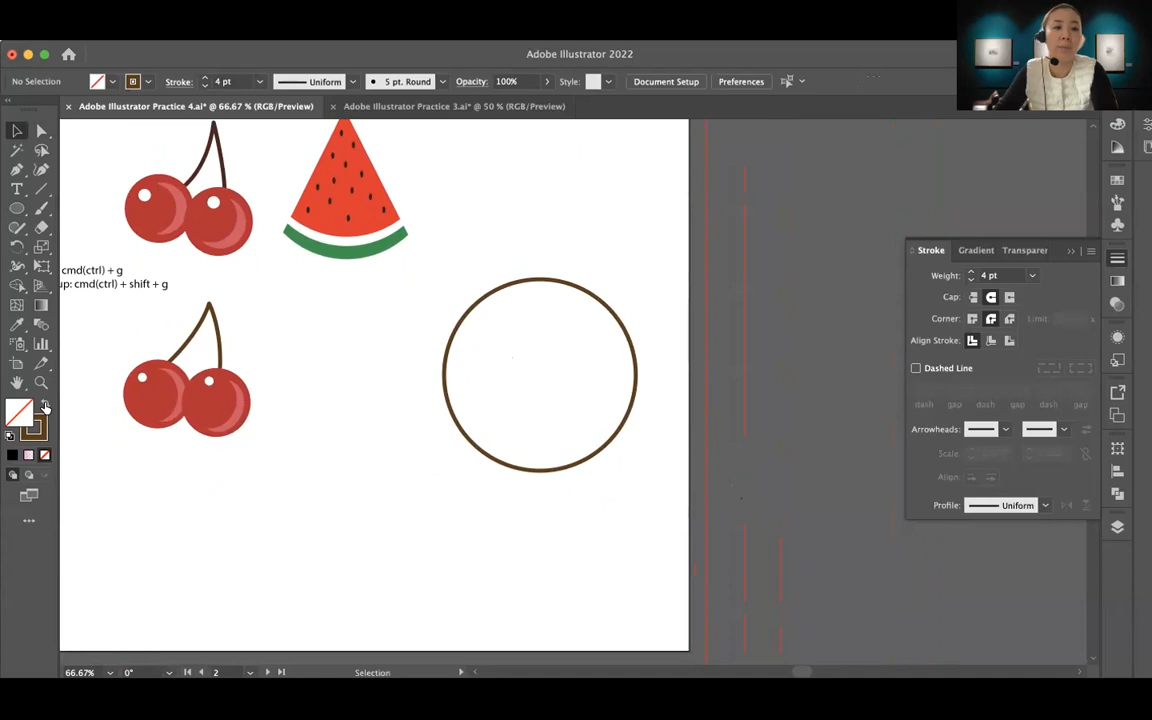 Adobe Illustrator 2022
No Selection
Stroke:
4 pt
Uniform
5 pt. Round
Opacity:
100%
Style:
Document Setup
Preferences
Adobe Illustrator Practice 4.ai* @ 66.67 % (RGB/Preview)
Adobe Illustrator Practice 3.ai* @ 50 % (RGB/Preview)
cmd(ctrl) + g
up: cmd(ctrl) + shift + g
Stroke
Gradient
Transparer
Weight:
4 pt
Cap:
Corner:
Limit:
x
Align Stroke:
Dashed Line
dash gap dash gap dash gap
Arrowheads:
Scale:
Align:
Profile:
Uniform
66.67%
0°
2
Selection